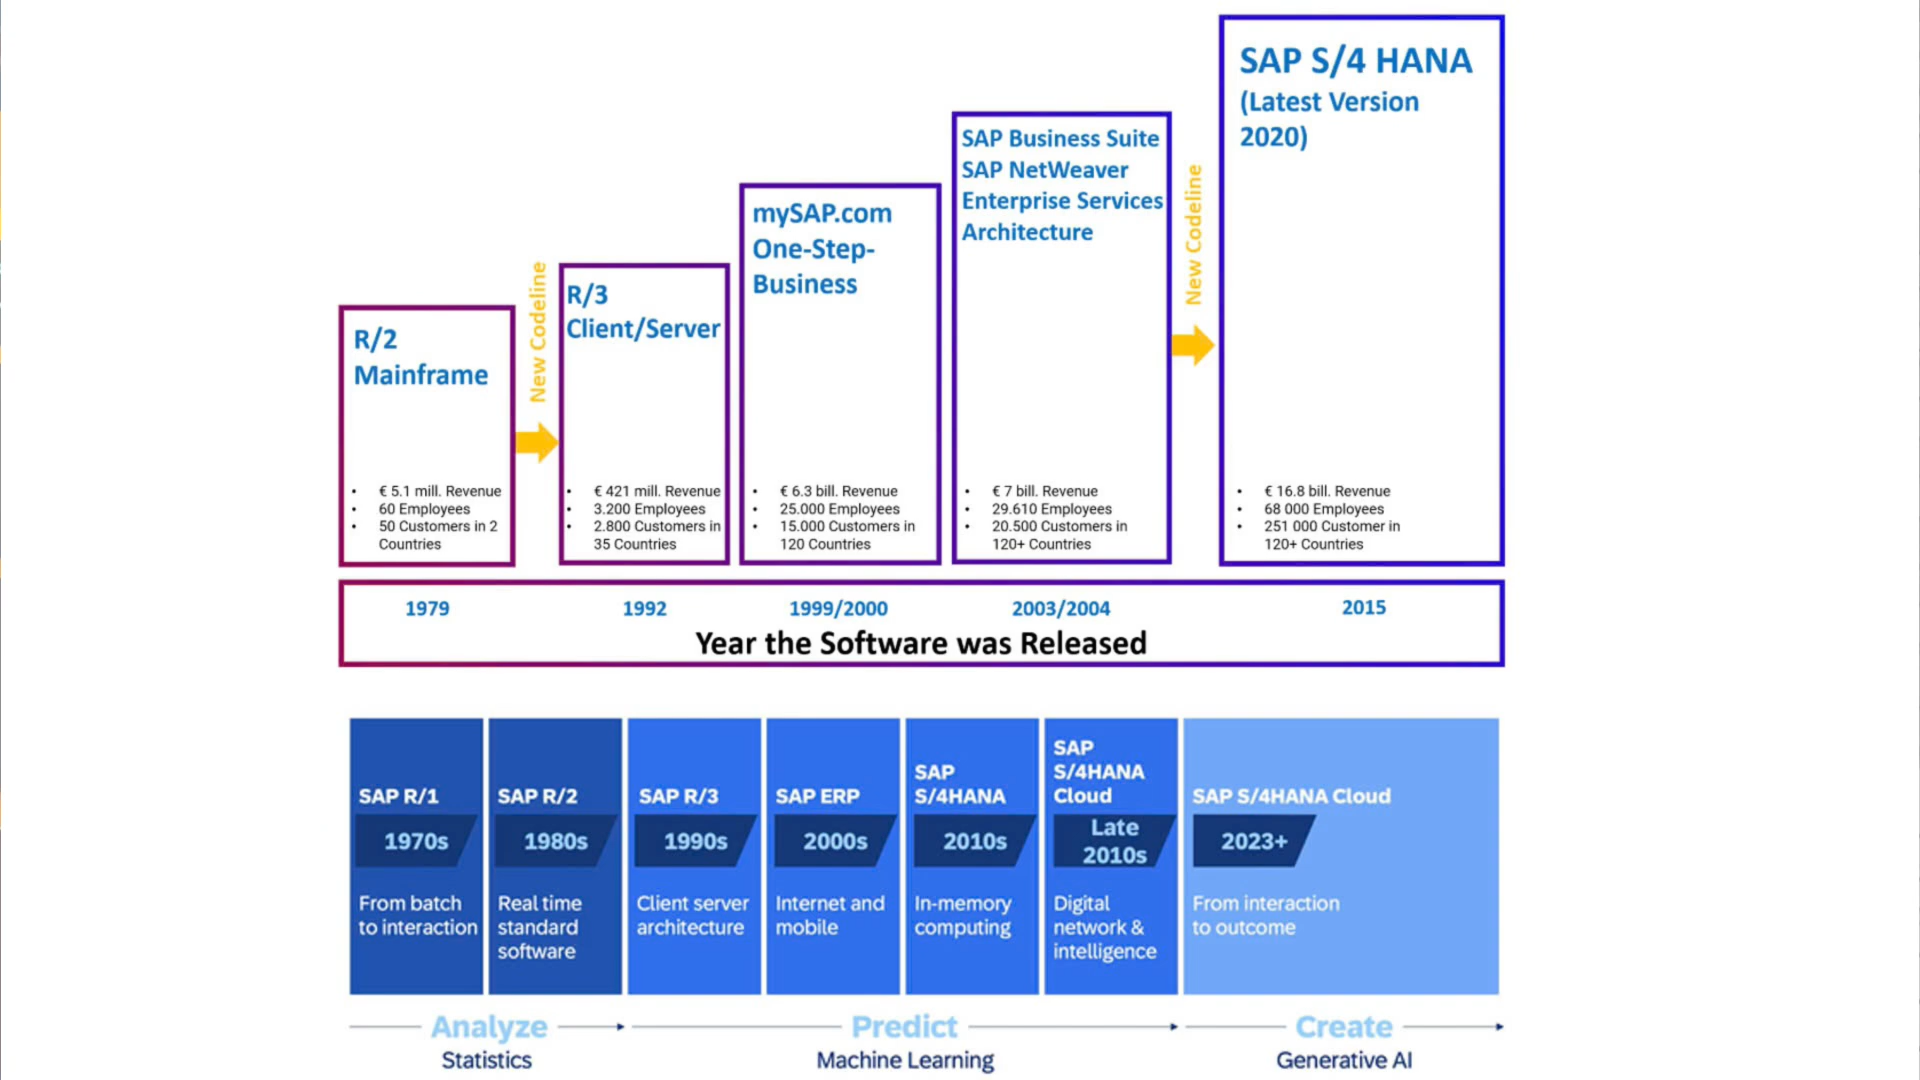 R/2
Mainframe
• € 5.1 mill. Revenue
• 60 Employees
• 50 Customers in 2
Countries
New Codeline
R/3
Client/Server
• € 421 mill. Revenue
• 3.200 Employees
• 2.800 Customers in
35 Countries
mySAP.com
One-Step-
Business
• € 6.3 bill. Revenue
• 25.000 Employees
• 15.000 Customers in
120 Countries
SAP Business Suite
SAP NetWeaver
Enterprise Services
Architecture
• € 7 bill. Revenue
• 29.610 Employees
• 20.500 Customers in
120+ Countries
New Codeline
SAP S/4 HANA
(Latest Version
2020)
• € 16.8 bill. Revenue
• 68 000 Employees
• 251 000 Customer in
120+ Countries
1979
1992
1999/2000
2003/2004
2015
Year the Software was Released
SAP R/1
1970s
From batch
to interaction
SAP R/2
1980s
Real time
standard
software
SAP R/3
1990s
Client server
architecture
SAP ERP
2000s
Internet and
mobile
SAP
S/4HANA
2010s
In-memory
computing
SAP
S/4HANA
Cloud
Late
2010s
Digital
network &
intelligence
SAP S/4HANA Cloud
2023+
From interaction
to outcome
Analyze
Statistics
Predict
Machine Learning
Create
Generative AI